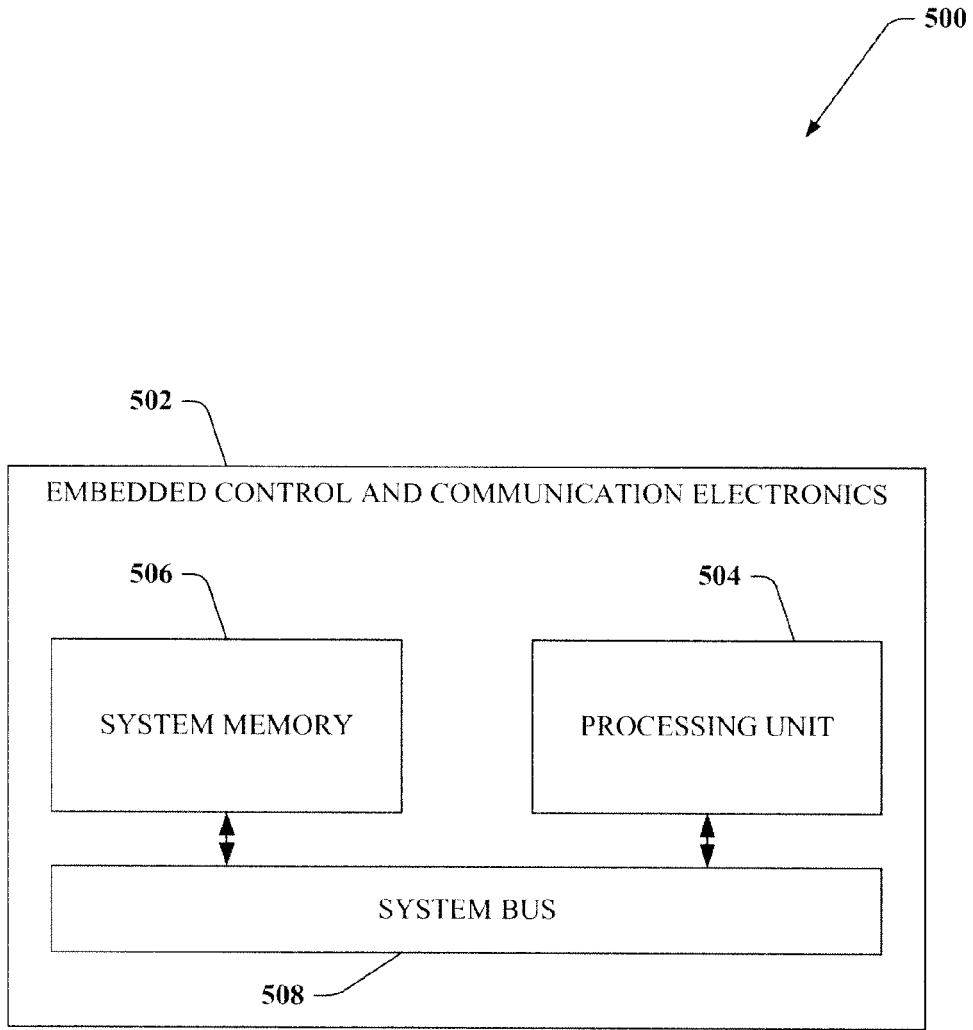 500
502
EMBEDDED CONTROL AND COMMUNICATION ELECTRONICS
506
504
SYSTEM MEMORY
PROCESSING UNIT
SYSTEM BUS
508